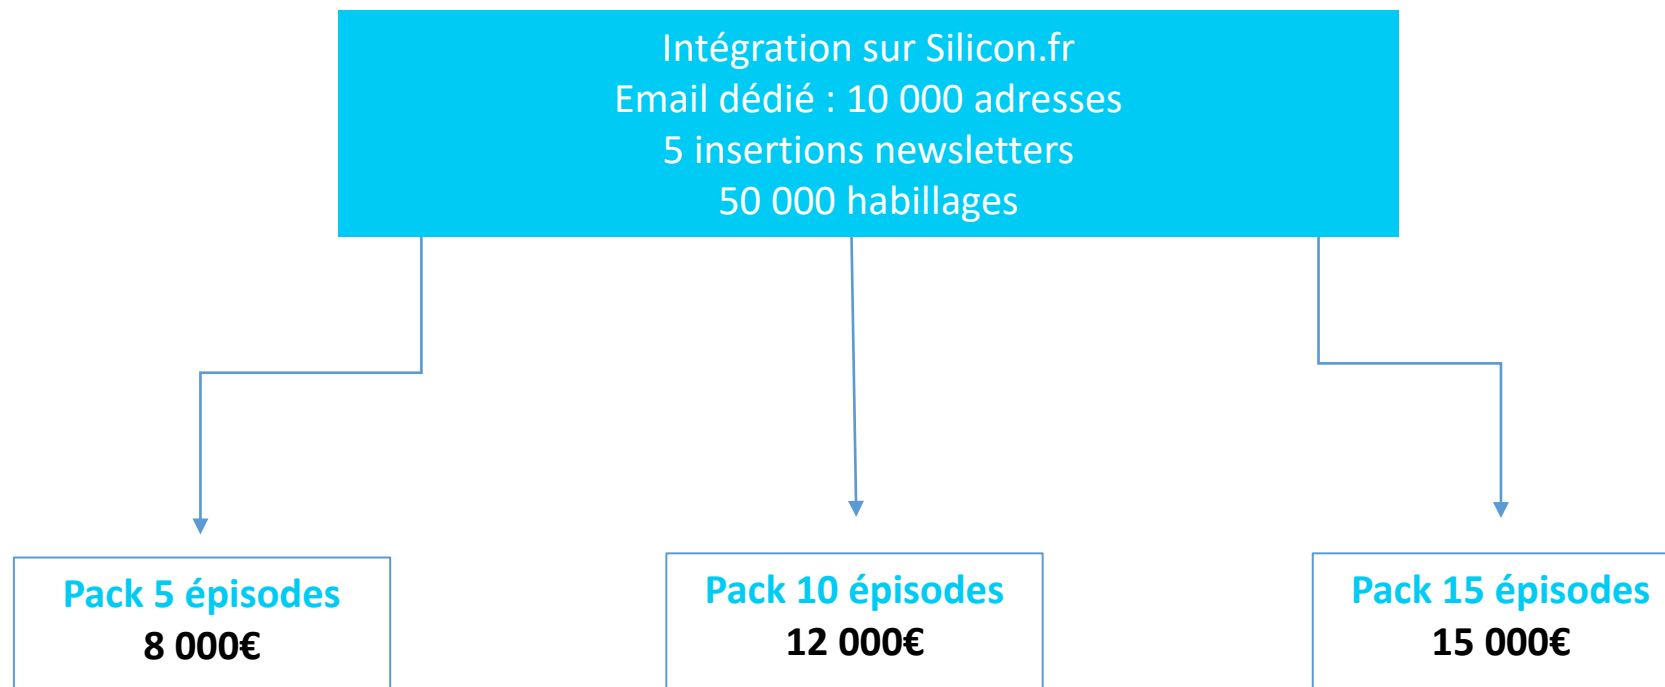 Intégration sur Silicon.fr
Email dédié : 10 000 adresses
5 insertions newsletters
50 000 habillages
Pack 5 épisodes
8 000€
Pack 10 épisodes
12 000€
Pack 15 épisodes
15 000€